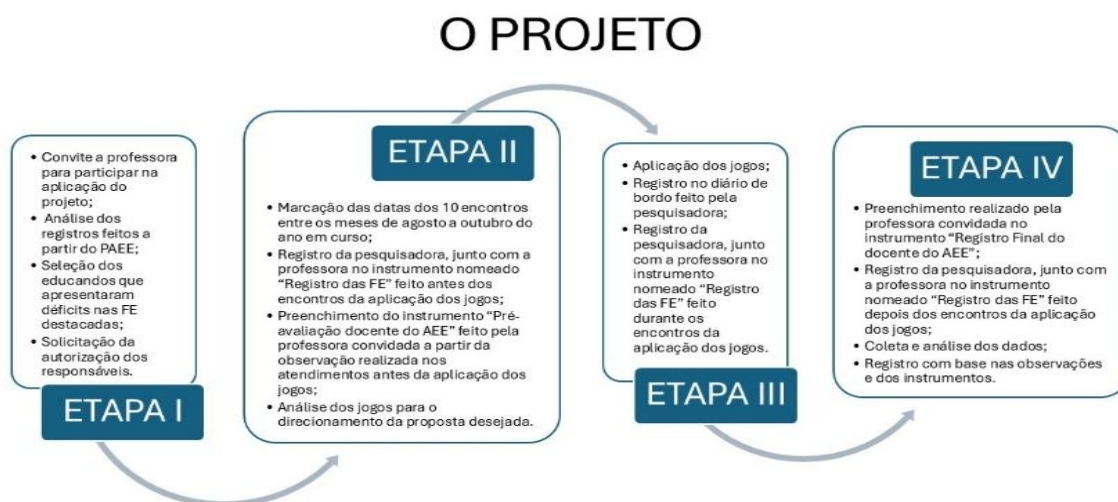 O PROJETO
• Convite a professora
para participar na
aplicação do
projeto;
• Análise dos
registros feitos a
partir do PAEE;
• Seleção dos
educandos que
apresentaram
déficits nas FE
destacadas;
• Solicitação da
autorização dos
responsáveis.
ETAPA I
ETAPA II
• Marcação das datas dos 10 encontros
entre os meses de agosto a outubro do
ano em curso;
• Registro da pesquisadora, junto com a
professora no instrumento nomeado
“Registro das FE” feito antes dos
encontros da aplicação dos jogos;
• Preenchimento do instrumento “Pré-
avaliação docente do AEE” feito pela
professora convidada a partir da
observação realizada nos
atendimentos antes da aplicação dos
jogos;
• Análise dos jogos para o
direcionamento da proposta desejada.
• Aplicação dos jogos;
• Registro no diário de
bordo feito pela
pesquisadora;
• Registro da
pesquisadora, junto
com a professora no
instrumento
nomeado “Registro
das FE” feito
durante os
encontros da
aplicação dos jogos.
ETAPA III
ETAPA IV
• Preenchimento realizado pela
professora convidada no
instrumento “Registro Final do
docente do AEE”;
• Registro da pesquisadora, junto com
a professora no instrumento
nomeado “Registro das FE” feito
depois dos encontros da aplicação
dos jogos;
• Coleta e análise dos dados;
• Registro com base nas observações
e dos instrumentos.